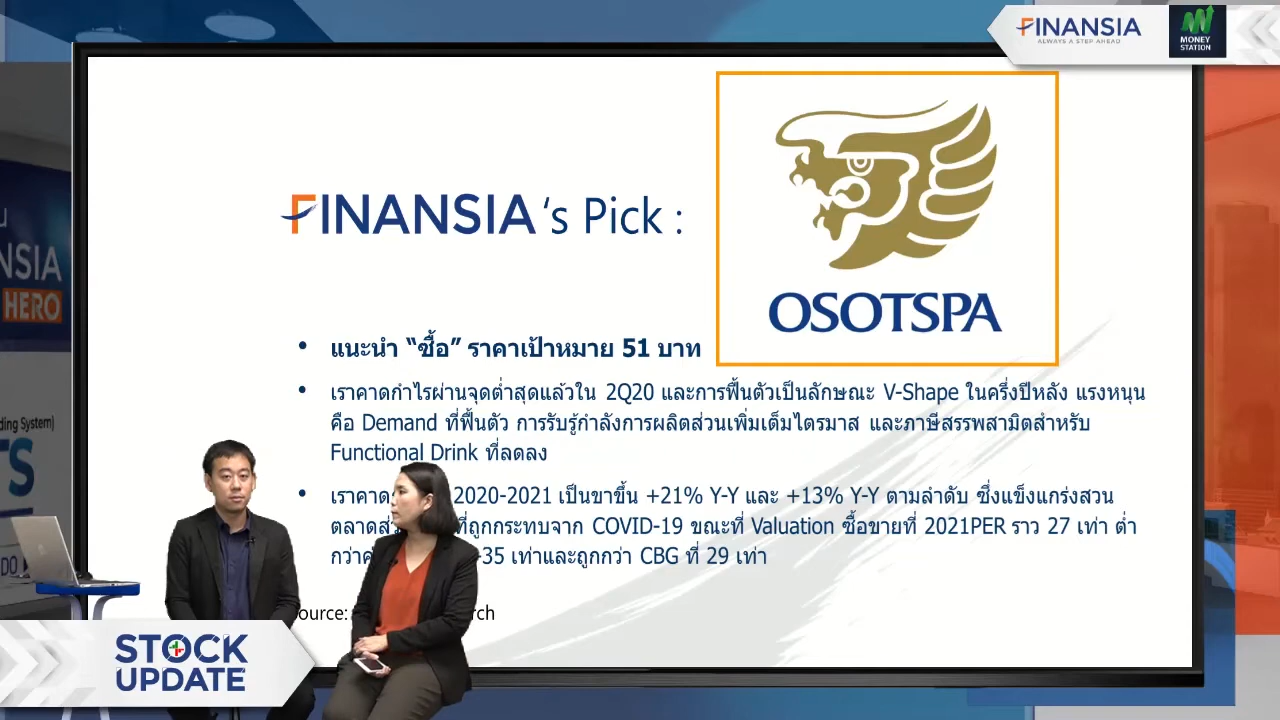 FINANSIA
ALWAYS A STEP AHEAD
MONEY
STATION
FINANSIA 's Pick :
OSOTSPA
• แนะนำ “ซื้อ” ราคาเป้าหมาย 51 บาท
• เราคาดกำไรผ่านจุดต่ำสุดแล้วใน 2Q20 และการฟื้นตัวเป็นลักษณะ V-Shape ในครึ่งปีหลัง แรงหนุน
คือ Demand ที่ฟื้นตัว การรับรู้กำลังการผลิตส่วนเพิ่มเต็มไตรมาส และภาษีสรรพสามิตสำหรับ
Functional Drink ที่ลดลง
• เราคาด 2020-2021 เป็นขาขึ้น +21% Y-Y และ +13% Y-Y ตามลำดับ ซึ่งแข็งแกร่งสวน
ตลาด ที่ถูกกระทบจาก COVID-19 ขณะที่ Valuation ซื้อขายที่ 2021PER ราว 27 เท่า ต่ำ
กว่า -35 เท่าและถูกกว่า CBG ที่ 29 เท่า
NSIA
HERO
ding System)
TS
DO
STOCK
UPDATE